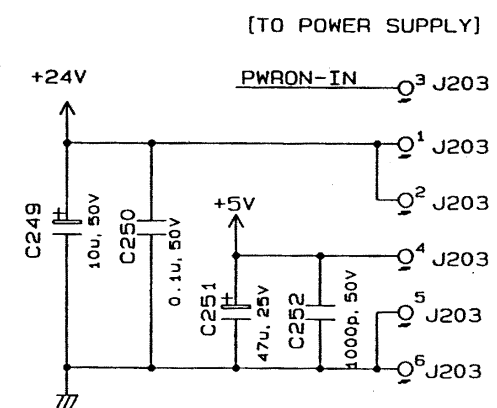 [TO POWER SUPPLY]
+24V
PWRON-IN
3 J203
1 J203
2 J203
C249
+
10u, 50V
C250
0.1u, 50V
+5V
4 J203
C251
+
47u, 25V
C252
1000p, 50V
5 J203
6 J203